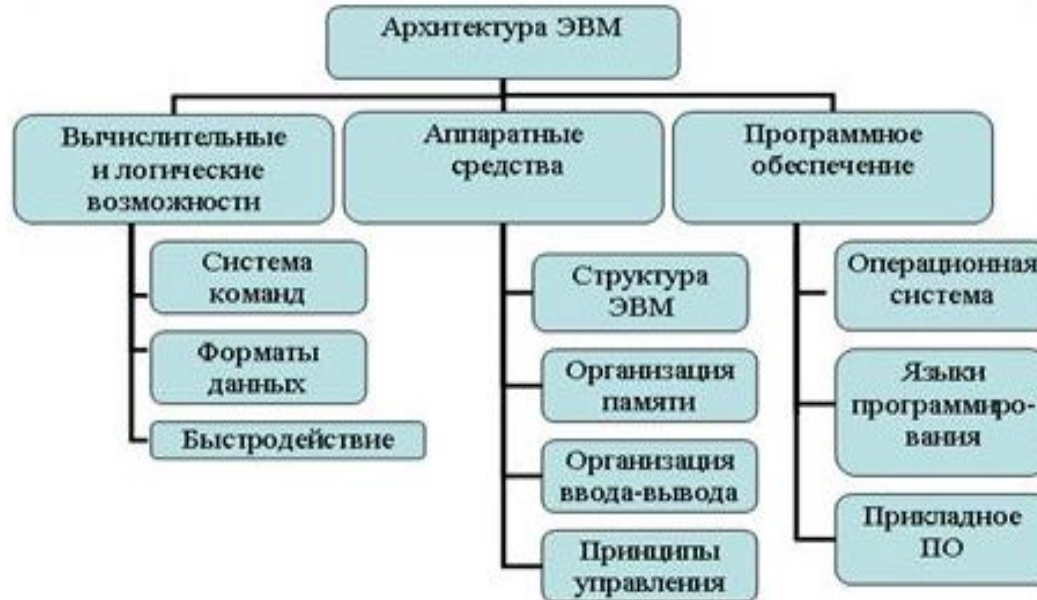 Архитектура ЭВМ
Вычислительные
и логические
возможности
Система
команд
Форматы
данных
Быстродействие
Аппаратные
средства
Структура
ЭВМ
Организация
памяти
Организация
ввода-вывода
Принципы
управления
Программное
обеспечение
Операционная
система
Языки
программиро-
вания
Прикладное
ПО